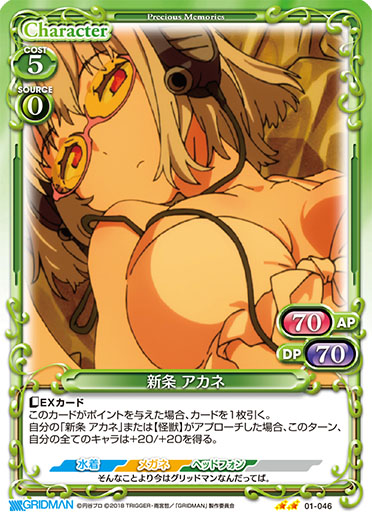 Precious Memories
Character
COST
5
SOURCE
0
70 AP
DP 70
新条 アカネ
EXカード
このカードがポイントを与えた場合、カードを1枚引く。
自分の「新条 アカネ」または【怪獣】がアプローチした場合、このターン、
自分の全てのキャラは+20/+20を得る。
水着 メガネ ヘッドフォン
そんなことより今はグリッドマンなんだってば。
GRIDMAN ©円谷プロ ©2018 TRIGGER・雨宮哲/「GRIDMAN」製作委員会 01-046